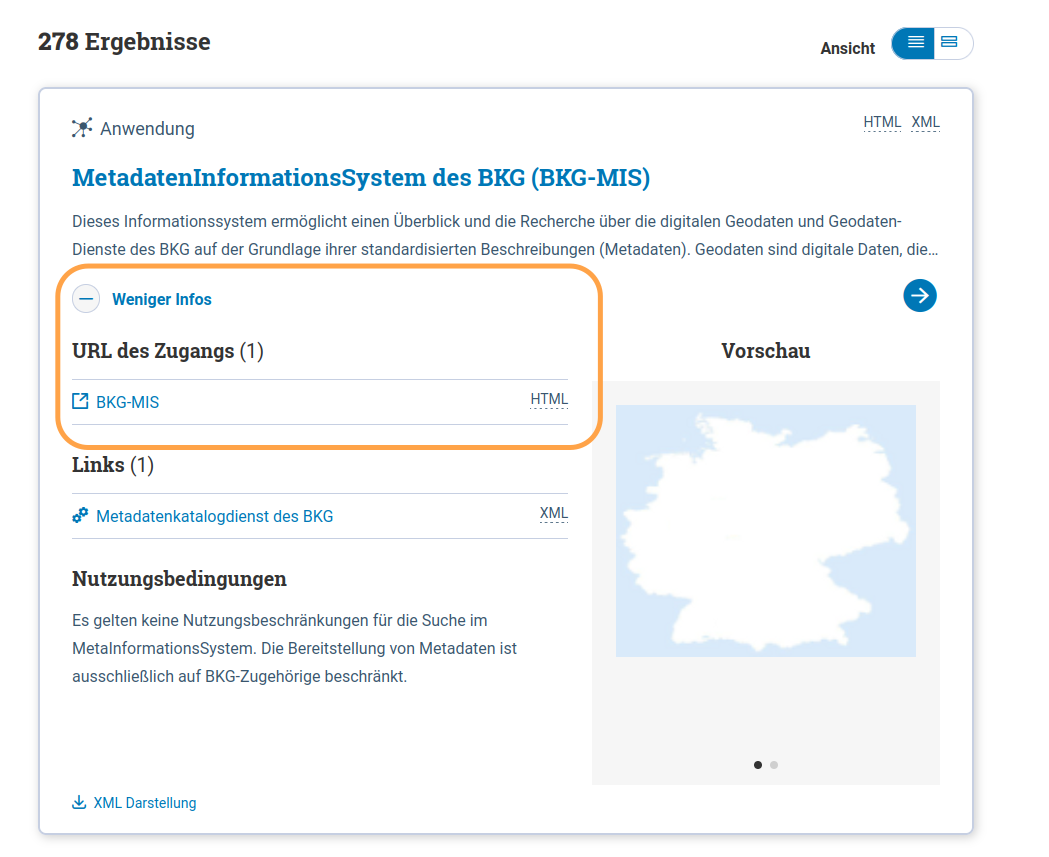 278 Ergebnisse
Ansicht
Anwendung
HTML XML
MetadatenInformationsSystem des BKG (BKG-MIS)
Dieses Informationssystem ermöglicht einen Überblick und die Recherche über die digitalen Geodaten und Geodaten-
Dienste des BKG auf der Grundlage ihrer standardisierten Beschreibungen (Metadaten). Geodaten sind digitale Daten, die...
Weniger Infos
URL des Zugangs (1)
BKG-MIS HTML
Links (1)
Metadatenkatalogdienst des BKG XML
Nutzungsbedingungen
Es gelten keine Nutzungsbeschränkungen für die Suche im
MetaInformationsSystem. Die Bereitstellung von Metadaten ist
ausschließlich auf BKG-Zugehörige beschränkt.
Vorschau
XML Darstellung